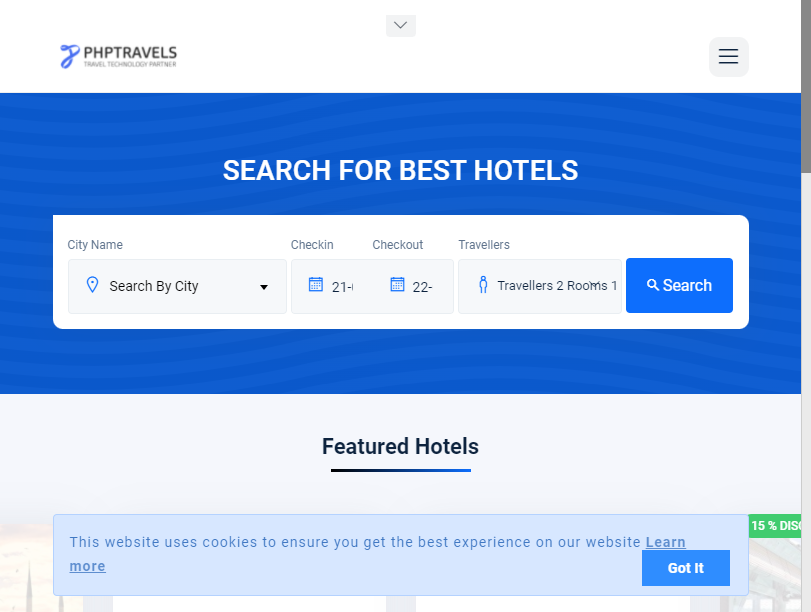 PHPTRAVELS
TRAVEL TECHNOLOGY PARTNER
SEARCH FOR BEST HOTELS
City Name
Checkin
Checkout
Travellers
Search By City
21-
22-
Travellers 2 Rooms 1
Search
Featured Hotels
15 % DISC
This website uses cookies to ensure you get the best experience on our website Learn
more
Got It